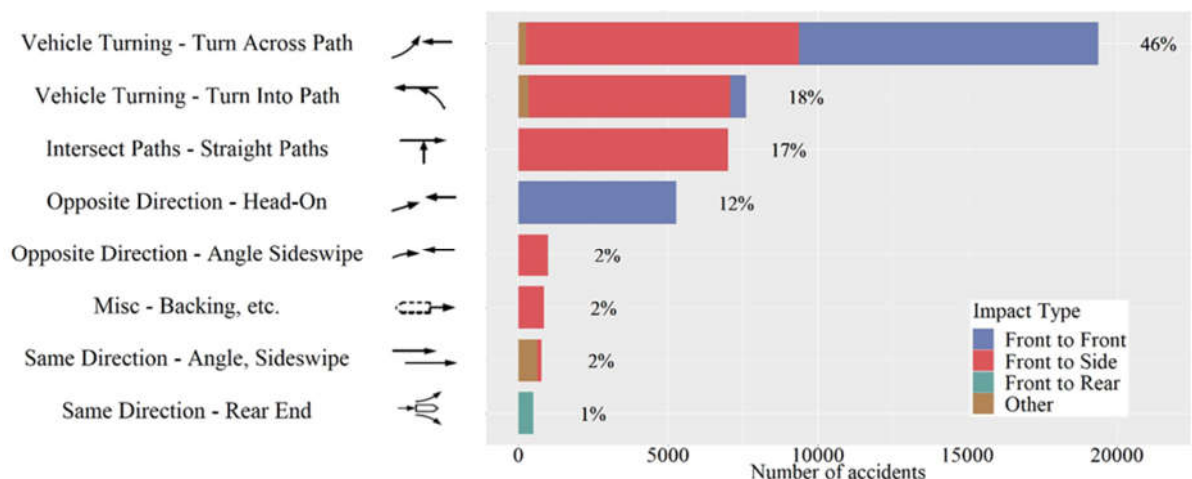 Vehicle Turning - Turn Across Path 46%
Vehicle Turning - Turn Into Path 18%
Intersect Paths - Straight Paths 17%
Opposite Direction - Head-On 12%
Opposite Direction - Angle Sideswipe 2%
Misc - Backing, etc. 2%
Same Direction - Angle, Sideswipe 2%
Same Direction - Rear End 1%
Impact Type
Front to Front
Front to Side
Front to Rear
Other
0 5000 10000 15000 20000
Number of accidents